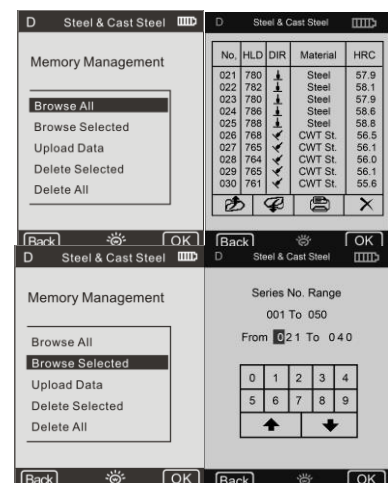 D Steel & Cast Steel
Memory Management
Browse All
Browse Selected
Upload Data
Delete Selected
Delete All
Back OK
D Steel & Cast Steel
No, HLD DIR Material HRC
021 780 Steel 57.9
022 782 Steel 58.1
023 780 Steel 57.9
024 786 Steel 58.6
025 788 Steel 58.8
026 768 CWT St. 56.5
027 765 CWT St. 56.1
028 764 CWT St. 56.0
029 765 CWT St. 56.1
030 761 CWT St. 55.6
Back OK
D Steel & Cast Steel
Memory Management
Browse All
Browse Selected
Upload Data
Delete Selected
Delete All
Back OK
D Steel & Cast Steel
Series No. Range
001 To 050
From 021 To 040
0 1 2 3 4
5 6 7 8 9
Back OK